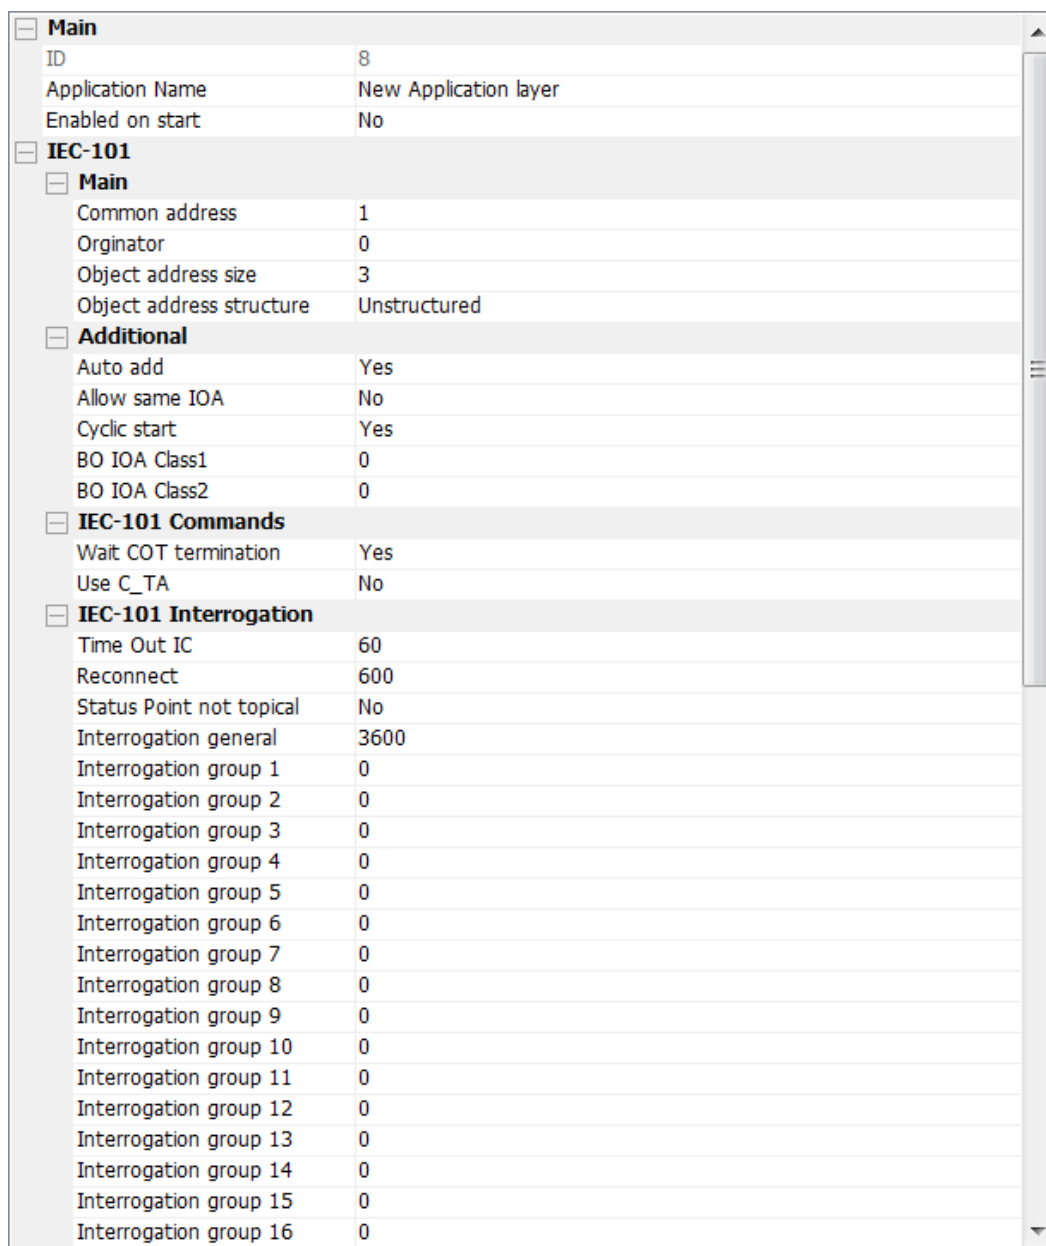 Main
ID 8
Application Name New Application layer
Enabled on start No
IEC-101
Main
Common address 1
Orginator 0
Object address size 3
Object address structure Unstructured
Additional
Auto add Yes
Allow same IOA No
Cyclic start Yes
BO IOA Class1 0
BO IOA Class2 0
IEC-101 Commands
Wait COT termination Yes
Use C_TA No
IEC-101 Interrogation
Time Out IC 60
Reconnect 600
Status Point not topical No
Interrogation general 3600
Interrogation group 1 0
Interrogation group 2 0
Interrogation group 3 0
Interrogation group 4 0
Interrogation group 5 0
Interrogation group 6 0
Interrogation group 7 0
Interrogation group 8 0
Interrogation group 9 0
Interrogation group 10 0
Interrogation group 11 0
Interrogation group 12 0
Interrogation group 13 0
Interrogation group 14 0
Interrogation group 15 0
Interrogation group 16 0